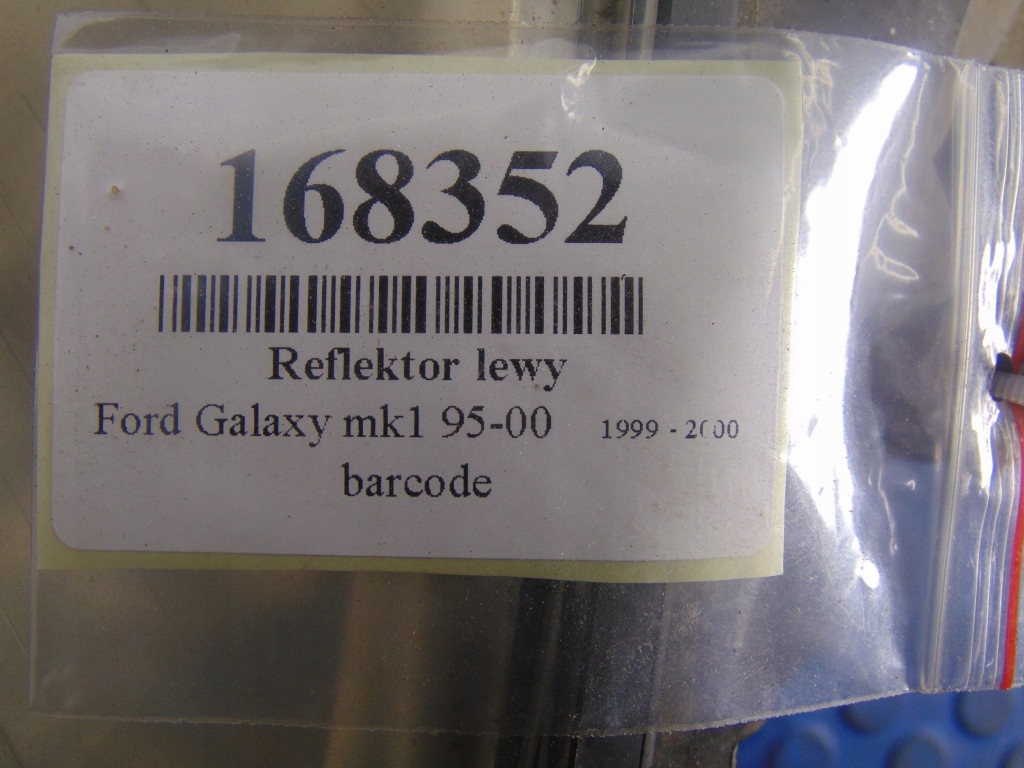 168352
Reflektor lewy
Ford Galaxy mk1 95-00 1999 - 2000
barcode